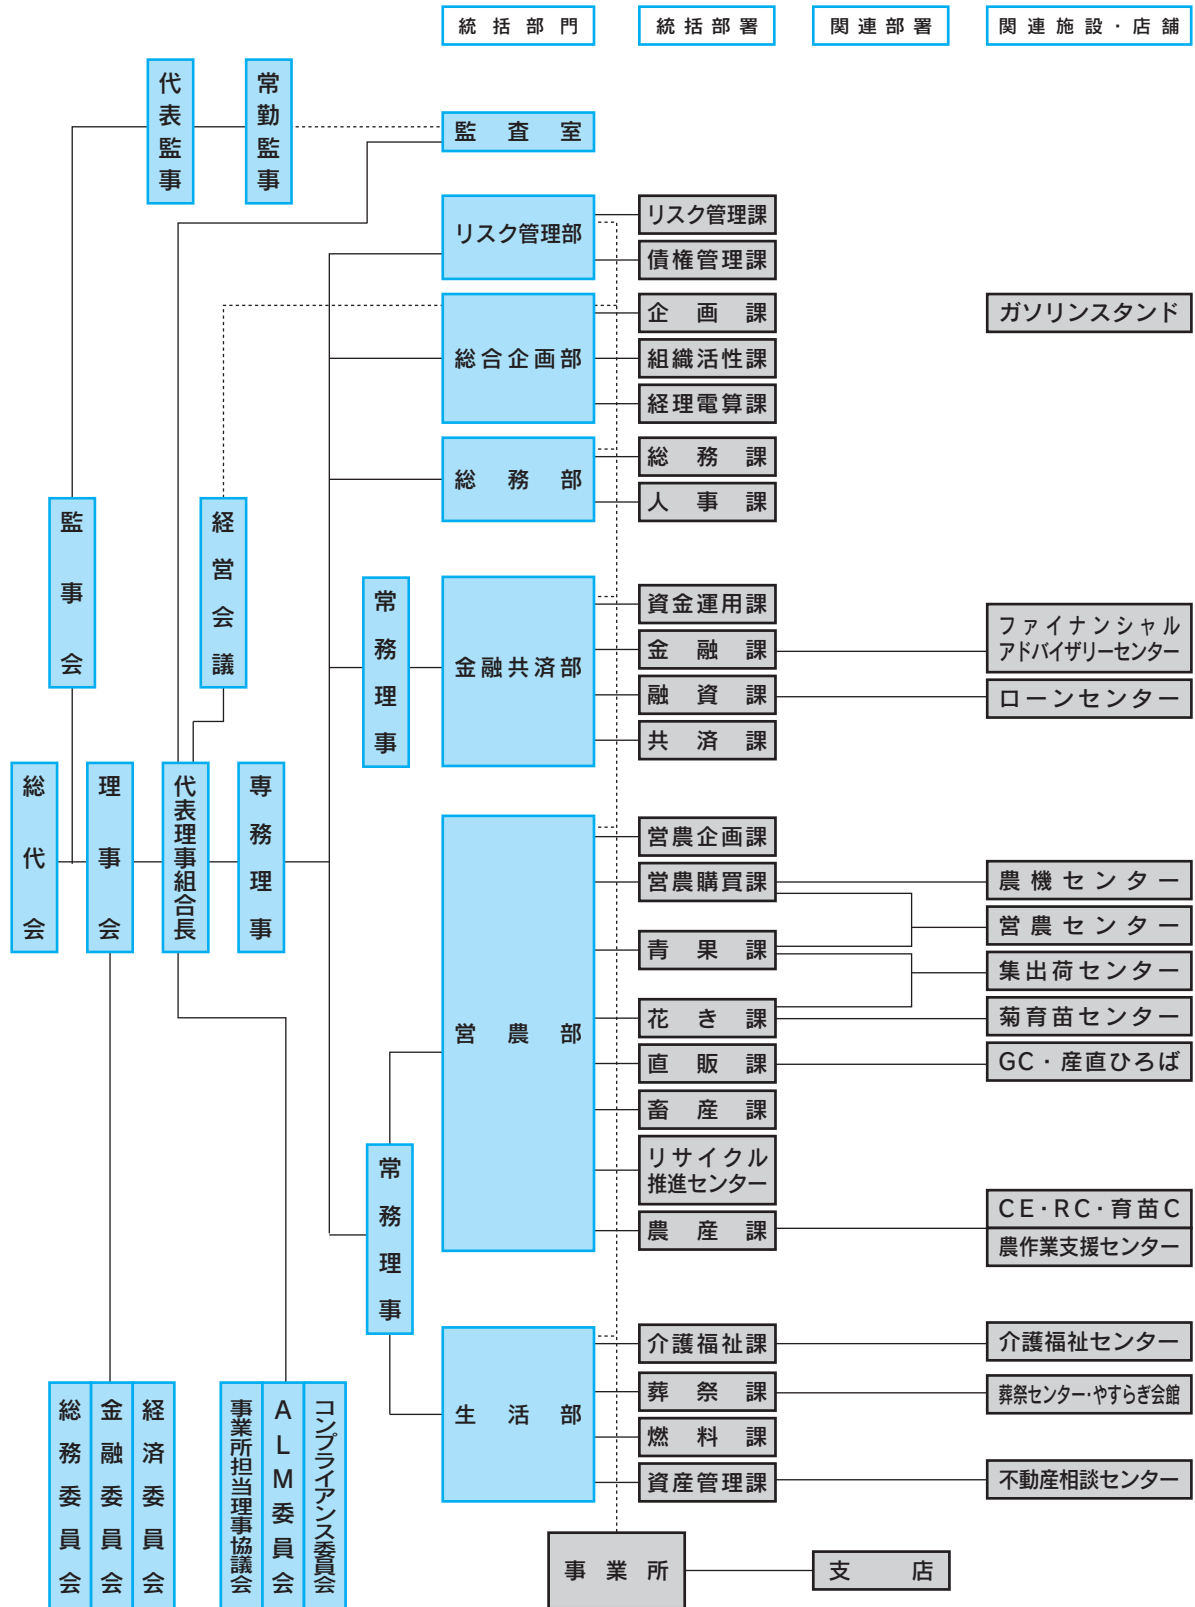 統括部門
統括部署
関連部署
関連施設・店舗
代表監事
常勤監事
監査室
リスク管理部
リスク管理課
債権管理課
総合企画部
企画課
ガソリンスタンド
組織活性課
経理電算課
総務部
総務課
人事課
監事会
経営会議
常務理事
金融共済部
資金運用課
金融課
ファイナンシャル
アドバイザリーセンター
融資課
ローンセンター
共済課
総代会
理事会
代表理事組合長
専務理事
営農部
営農企画課
営農購買課
農機センター
営農センター
青果課
集出荷センター
花き課
菊育苗センター
直販課
GC・産直ひろば
畜産課
リサイクル
推進センター
農産課
CE・RC・育苗C
農作業支援センター
常務理事
生活部
介護福祉課
介護福祉センター
葬祭課
葬祭センター・やすらぎ会館
燃料課
資産管理課
不動産相談センター
総務委員会
金融委員会
経済委員会
事業所担当理事協議会
ALM委員会
コンプライアンス委員会
事業所
支店